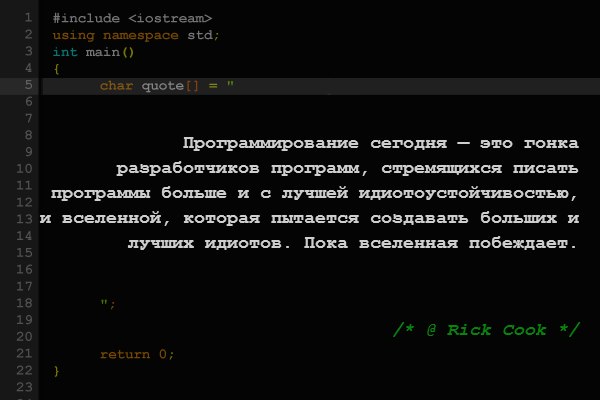 1 #include <iostream>
2 using namespace std;
3 int main()
4 {
5 char quote[] = "
6
7
8 Программирование сегодня — это гонка
9
10 разработчиков программ, стремящихся писать
11 программы больше и с лучшей идиотоустойчивостью,
12
13 и вселенной, которая пытается создавать больших и
14 лучших идиотов. Пока вселенная побеждает.
15
16
17
18 ";
19
/* @ Rick Cook */
20
21 return 0;
22 }
23